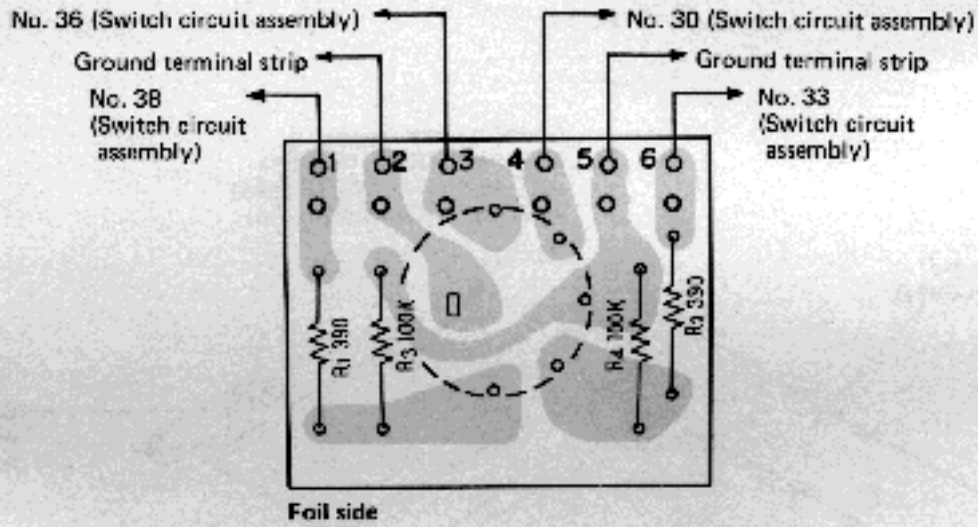 No. 36 (Switch circuit assembly)
No. 30 (Switch circuit assembly)
Ground terminal strip
Ground terminal strip
No. 38
(Switch circuit
assembly)
No. 33
(Switch circuit
assembly)
1 2 3 4 5 6
R1 390
R3 100K
R4 100K
R2 390
Foil side